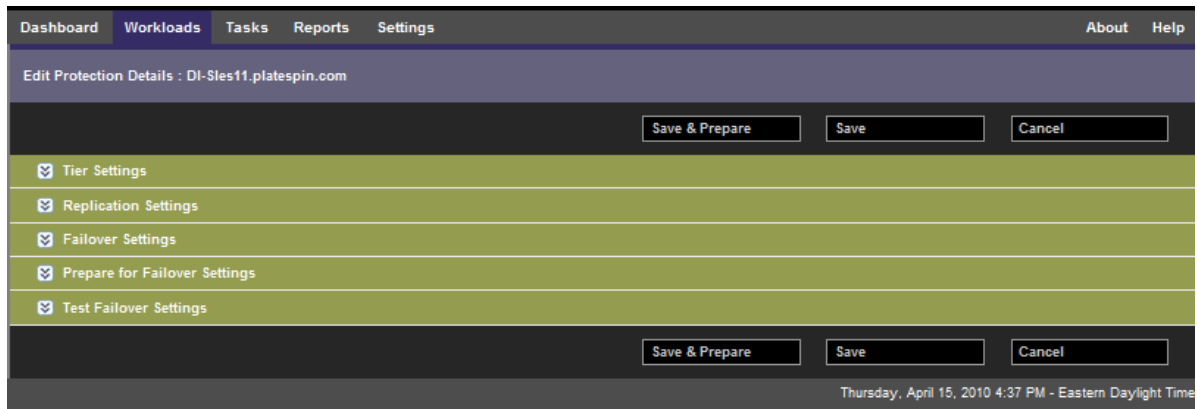 Dashboard Workloads Tasks Reports Settings About Help
Edit Protection Details : DI-Sles11.platespin.com
Save & Prepare Save Cancel
Tier Settings
Replication Settings
Failover Settings
Prepare for Failover Settings
Test Failover Settings
Save & Prepare Save Cancel
Thursday, April 15, 2010 4:37 PM - Eastern Daylight Time